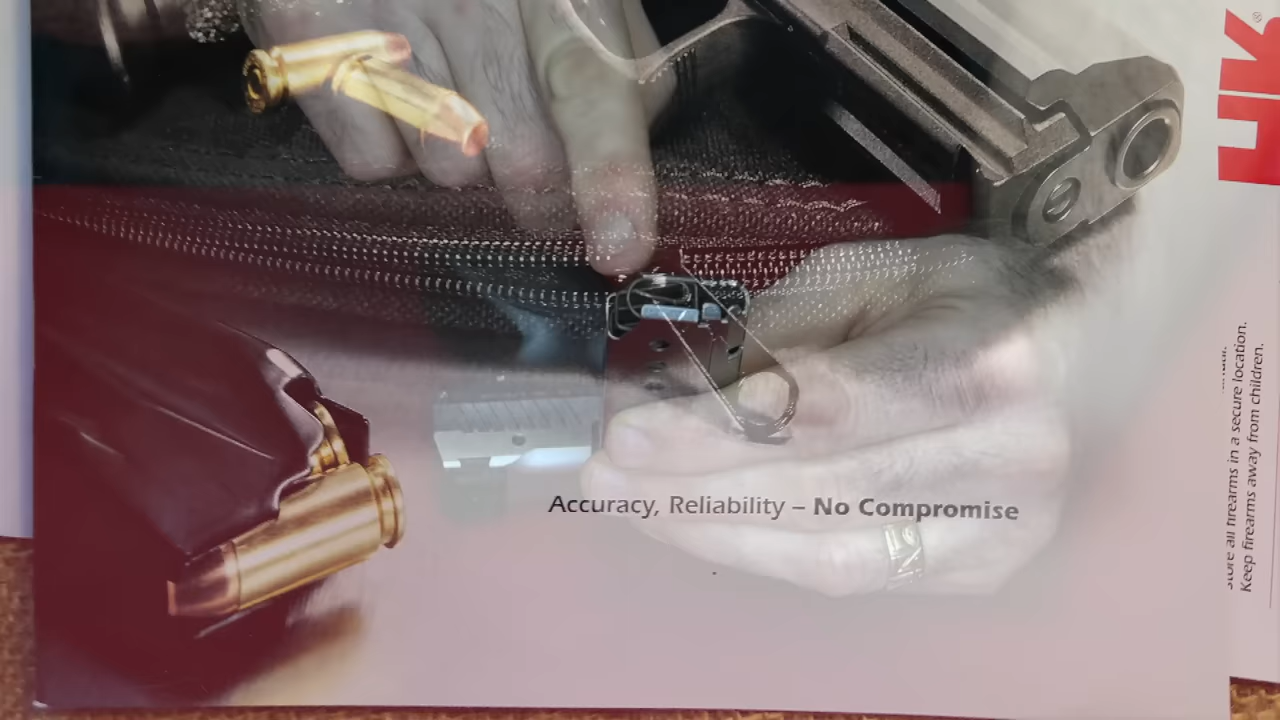 Accuracy, Reliability – No Compromise
HK®
store all firearms in a secure location.
Keep firearms away from children.